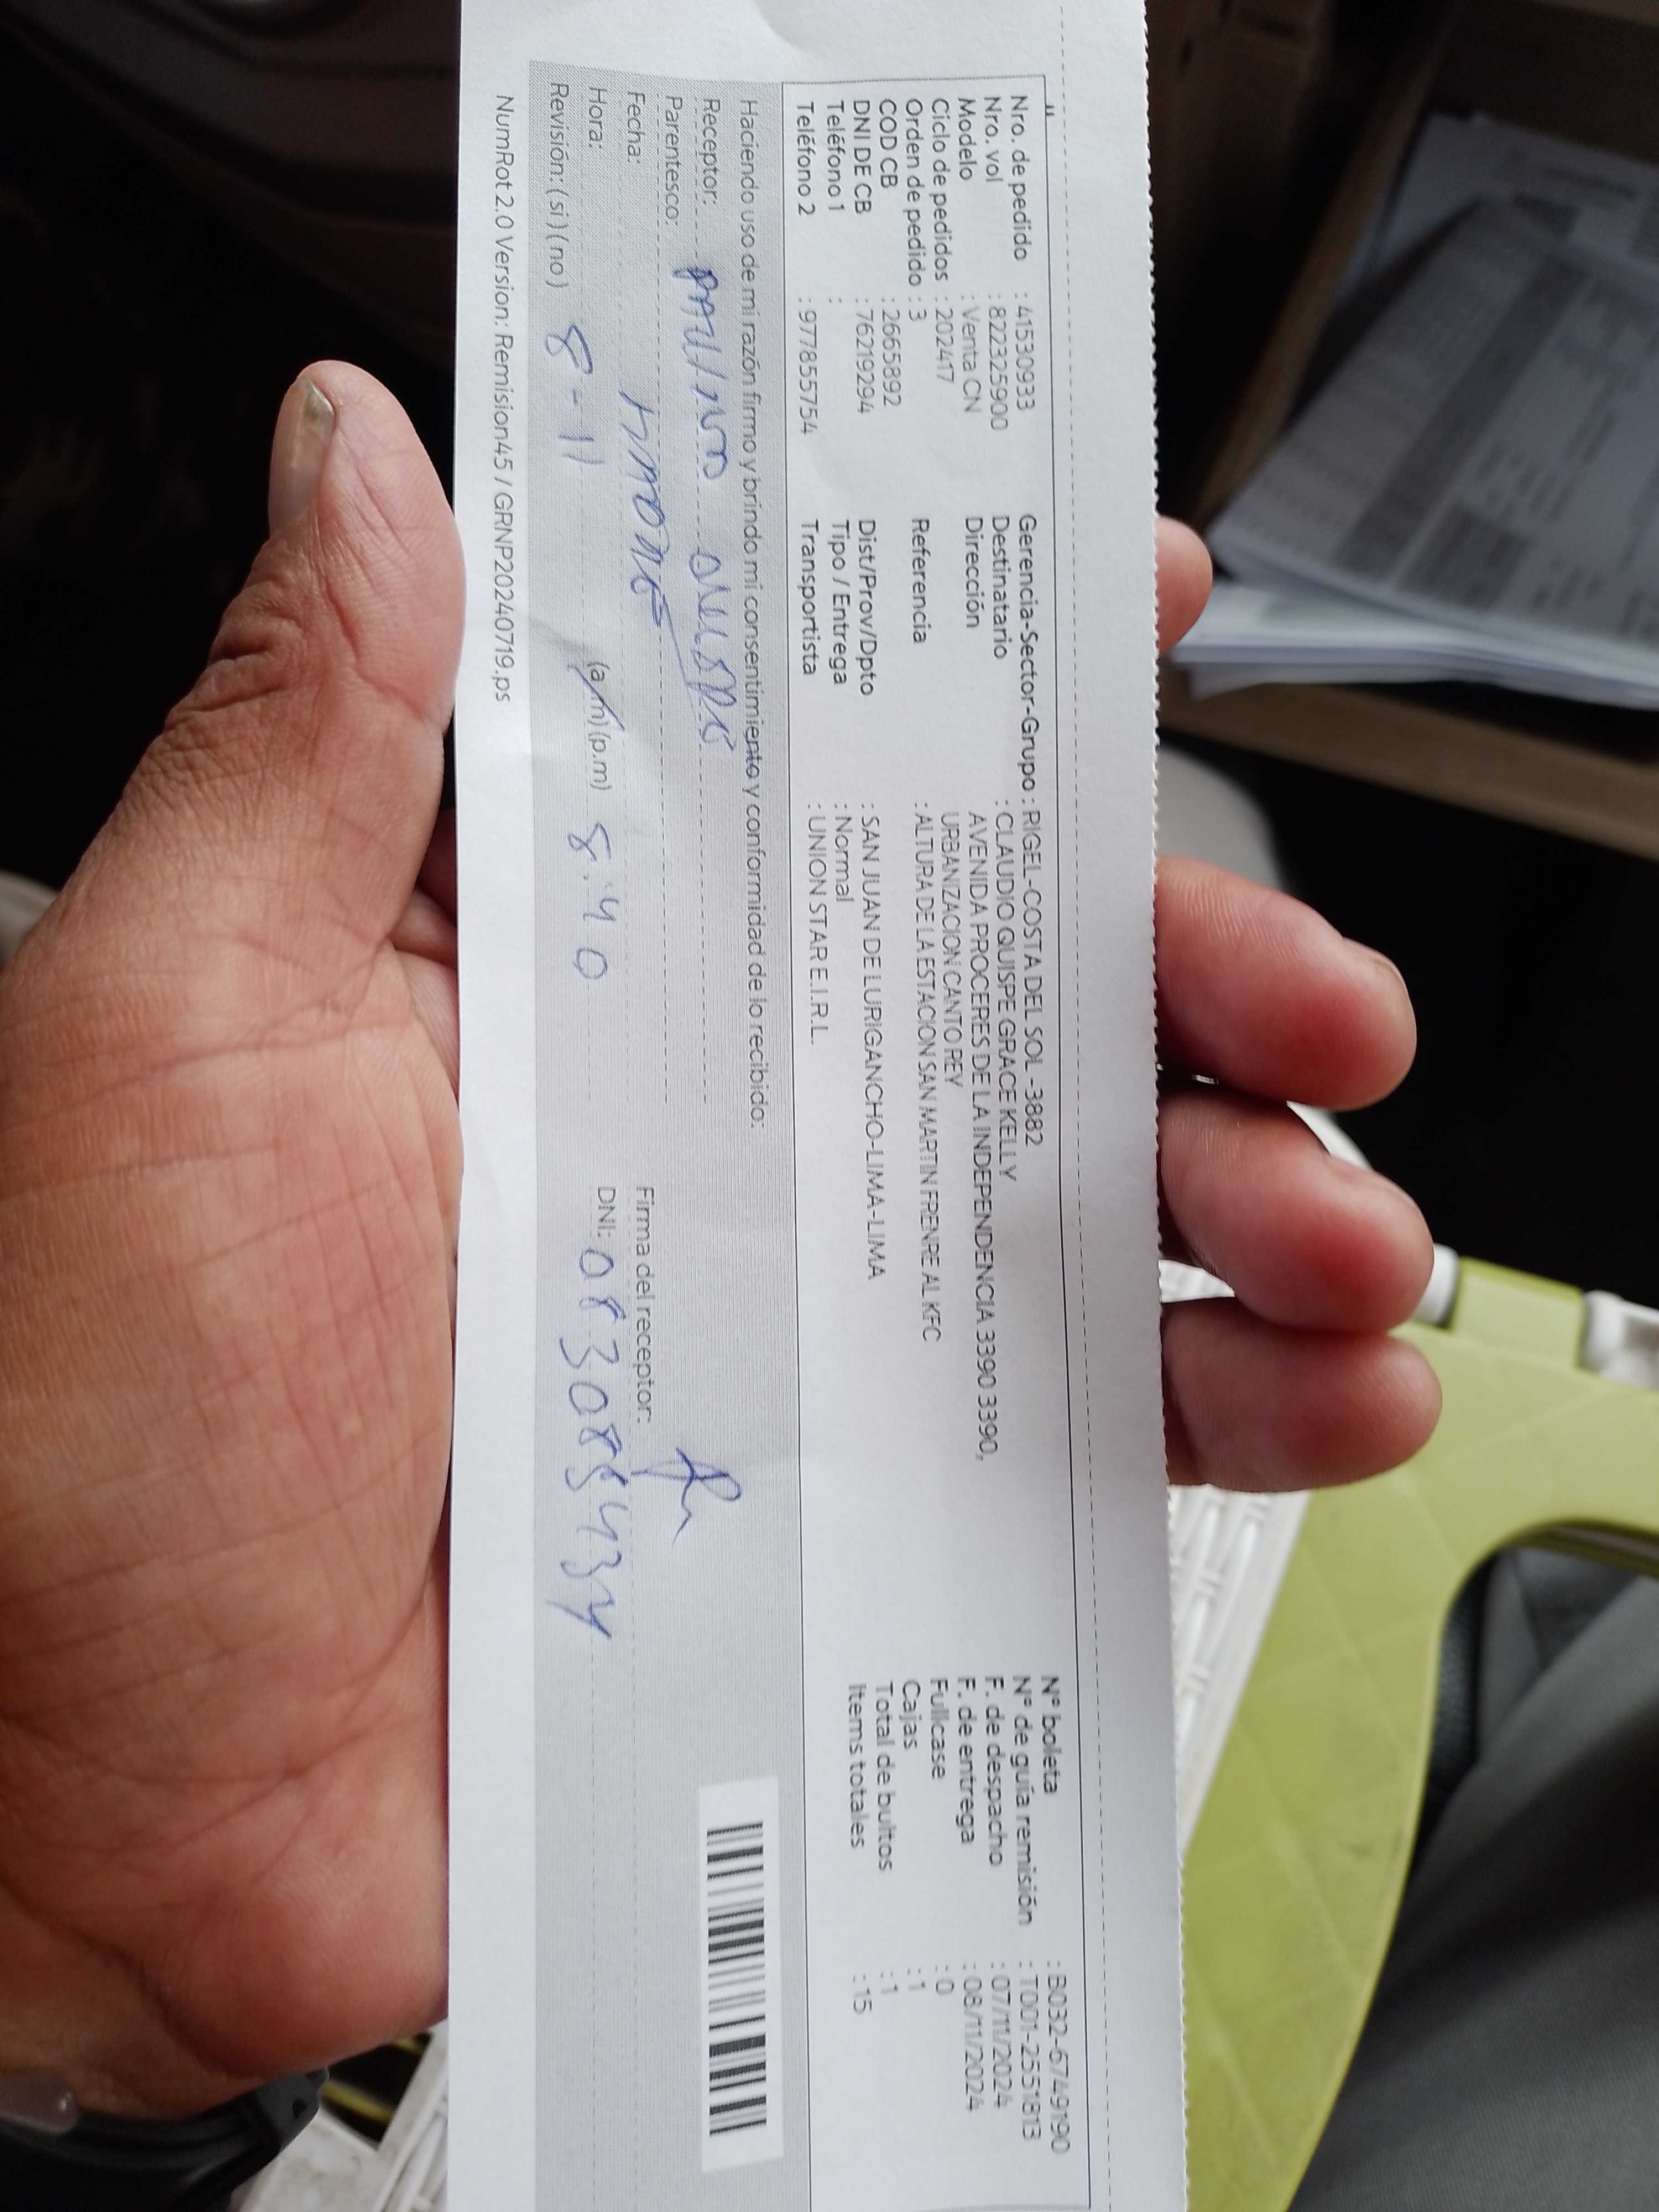 Nro. de pedido : 41530933
Nro. vol : 822325900
Modelo : Venta CN
Ciclo de pedidos : 202417
Orden de pedido : 3
COD CB : 26658892
DNI DE CB : 76219294
Teléfono 1 :
Teléfono 2 : 977855754
Gerencia-Sector-Grupo : RIGEL-COSTA DEL SOL -3882
Destinatario : CLAUDIO QUISPE GRACE KELLY
Dirección AVENIDA PROCERES DE LA INDEPENDENCIA 3390 3390,
URBANIZACION CANTO REY
Referencia : ALTURA DE LA ESTACION SAN MARTIN FRENRE AL KFC
Dist/Prov/Dpto : SAN JUAN DE LURIGANCHO-LIMA-LIMA
Tipo / Entrega : Normal
Transportista : UNION STAR E.I.R.L.
N° boleta : B032-6749190
N° de guía remisión : T001-2551813
F. de despacho : 07/11/2024
F. de entrega : 08/11/2024
Fullcase : 0
Cajas : 1
Total de bultos : 1
Items totales : 15
Haciendo uso de mi razón firmo y brindo mi consentimiento y conformidad de lo recibido:
Receptor: PAULINO
Parentesco:
Fecha:
Hora: (a.m) (p.m) 8:40
Revisión: (si) (no) 8-11
Firma del receptor:
DNI:
NumRot 2.0 Version: Remision45 / GRNP20240719.ps